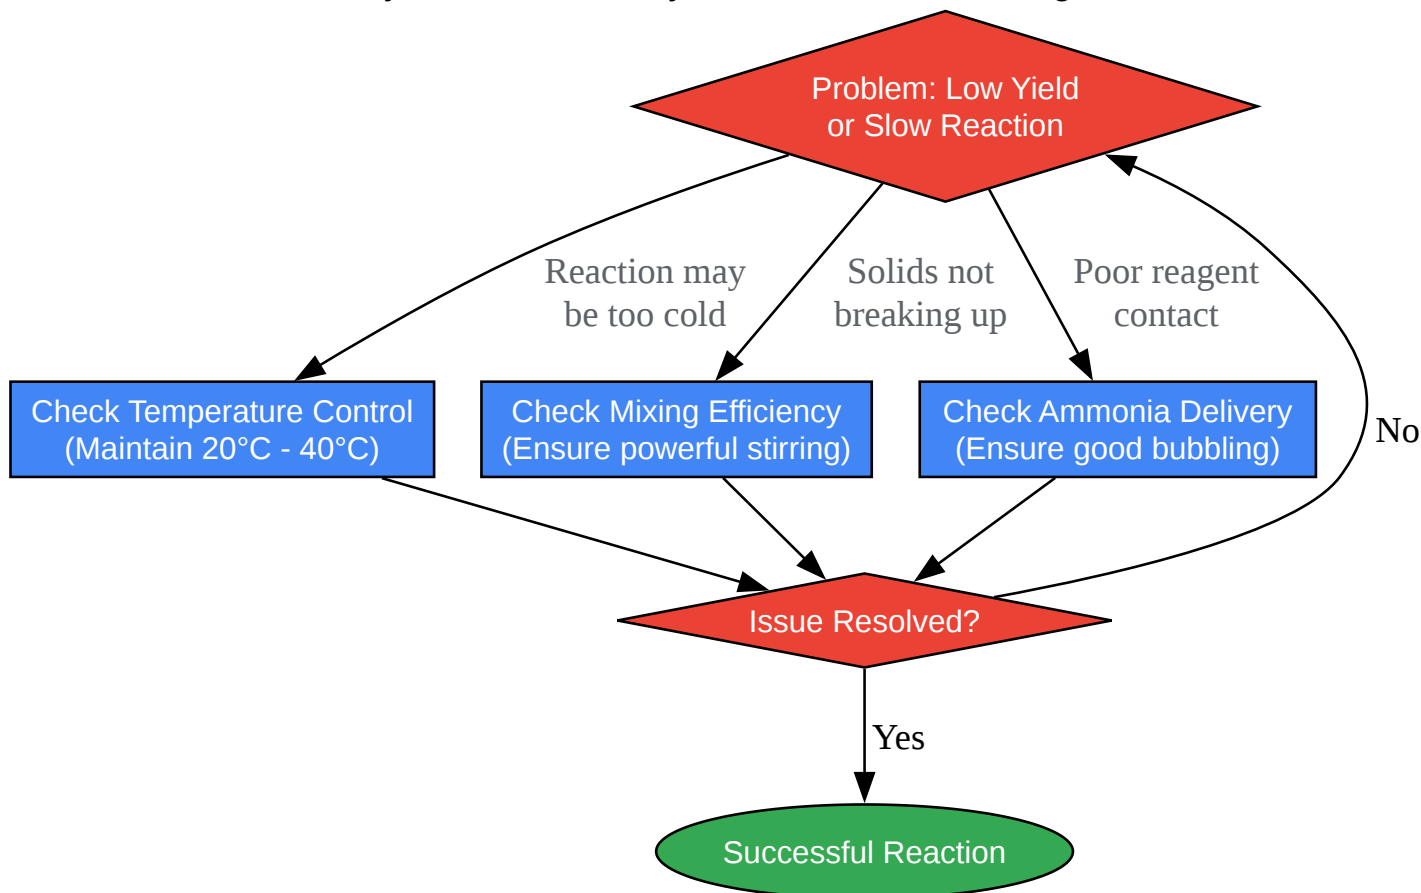 Problem: Low Yield
or Slow Reaction
Reaction may
be too cold
Solids not
breaking up
Poor reagent
contact
Check Temperature Control
(Maintain 20°C - 40°C)
Check Mixing Efficiency
(Ensure powerful stirring)
Check Ammonia Delivery
(Ensure good bubbling)
No
Issue Resolved?
Yes
Successful Reaction